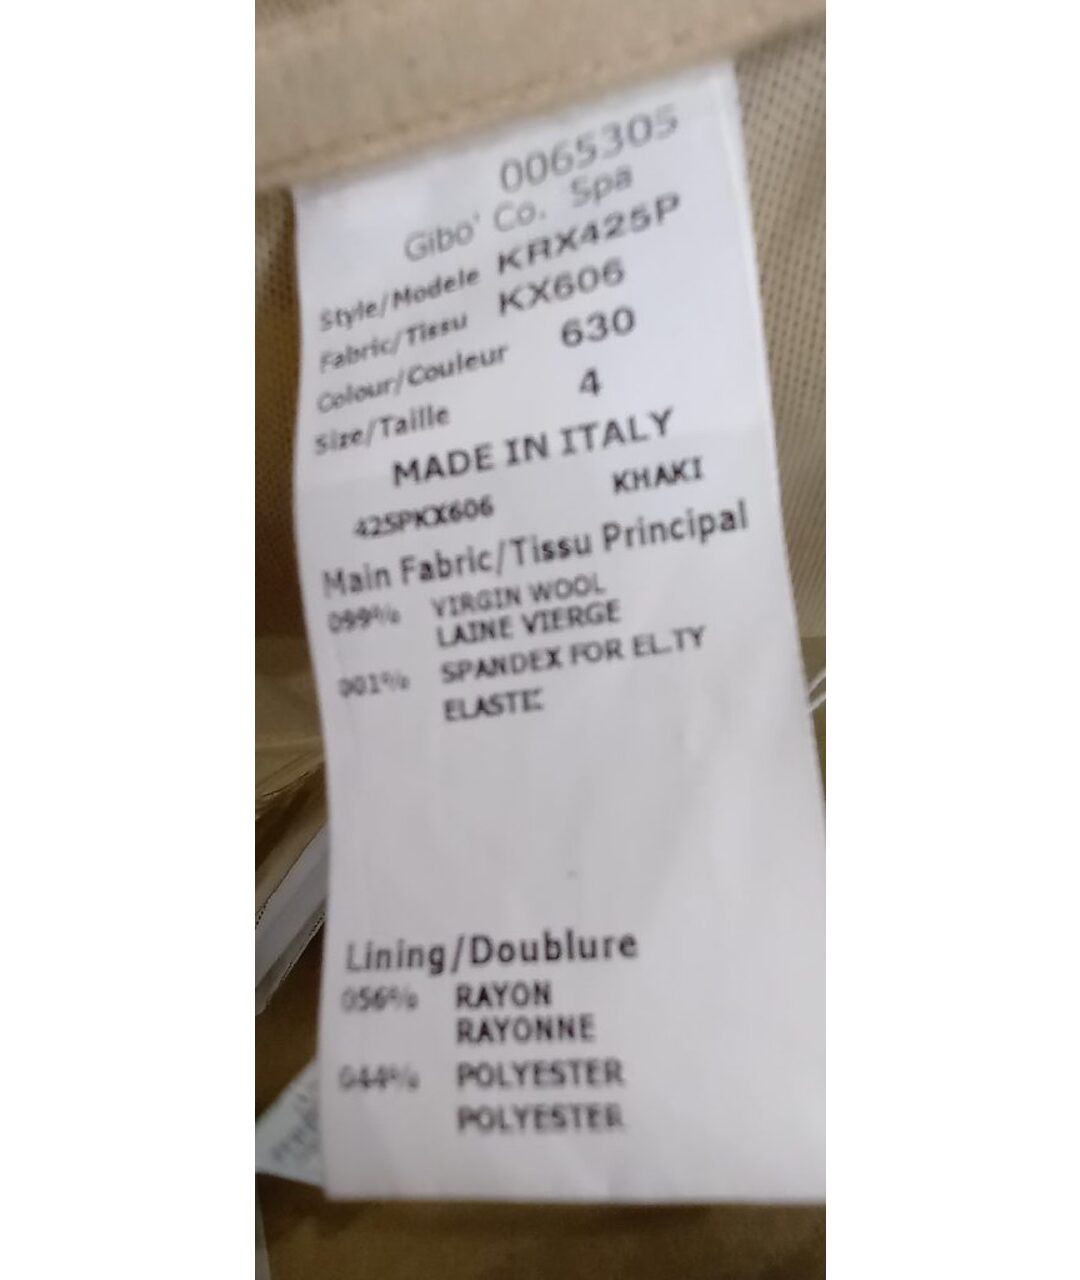 0065305
Gibo' Co. Spa
Style/Modele KRX425P
Fabric/Tissu KX606
Colour/Couleur 630
Size/Taille 4
MADE IN ITALY
425PKX606 KHAKI
Main Fabric/Tissu Principal
099% VIRGIN WOOL
LAINE VIERGE
001% SPANDEX FOR EL.TY
ELASTIC
Lining/Doublure
056% RAYON
RAYONNE
044% POLYESTER
POLYESTER